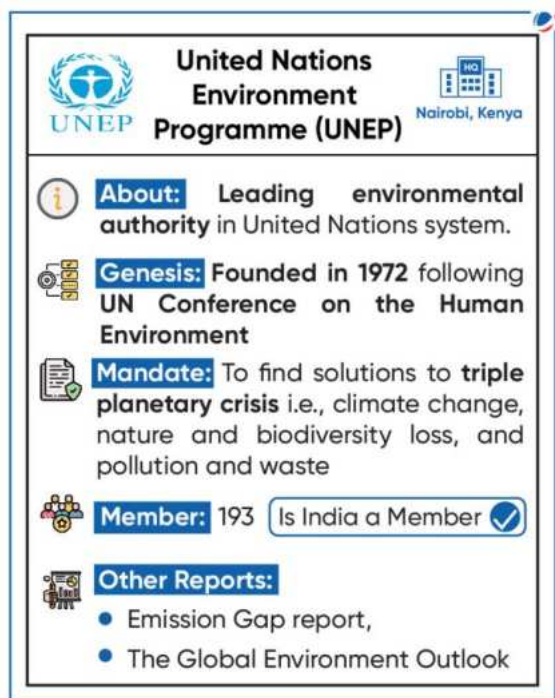 United Nations
Environment
Programme (UNEP)
UNEP
HQ
Nairobi, Kenya
About: Leading environmental
authority in United Nations system.
Genesis: Founded in 1972 following
UN Conference on the Human
Environment
Mandate: To find solutions to triple
planetary crisis i.e., climate change,
nature and biodiversity loss, and
pollution and waste
Member: 193 Is India a Member
Other Reports:
• Emission Gap report,
• The Global Environment Outlook